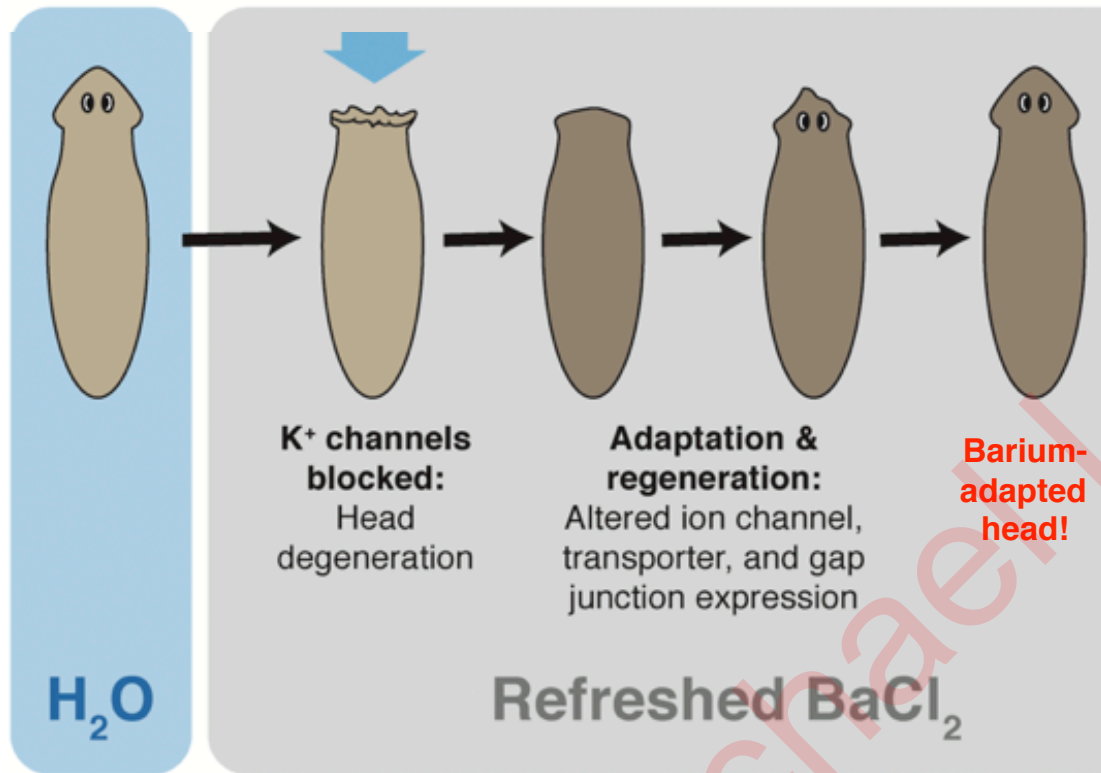 K⁺ channels
blocked:
Head
degeneration
Adaptation &
regeneration:
Altered ion channel,
transporter, and gap
junction expression
Barium-
adapted
head!
H₂O
Refreshed BaCl₂